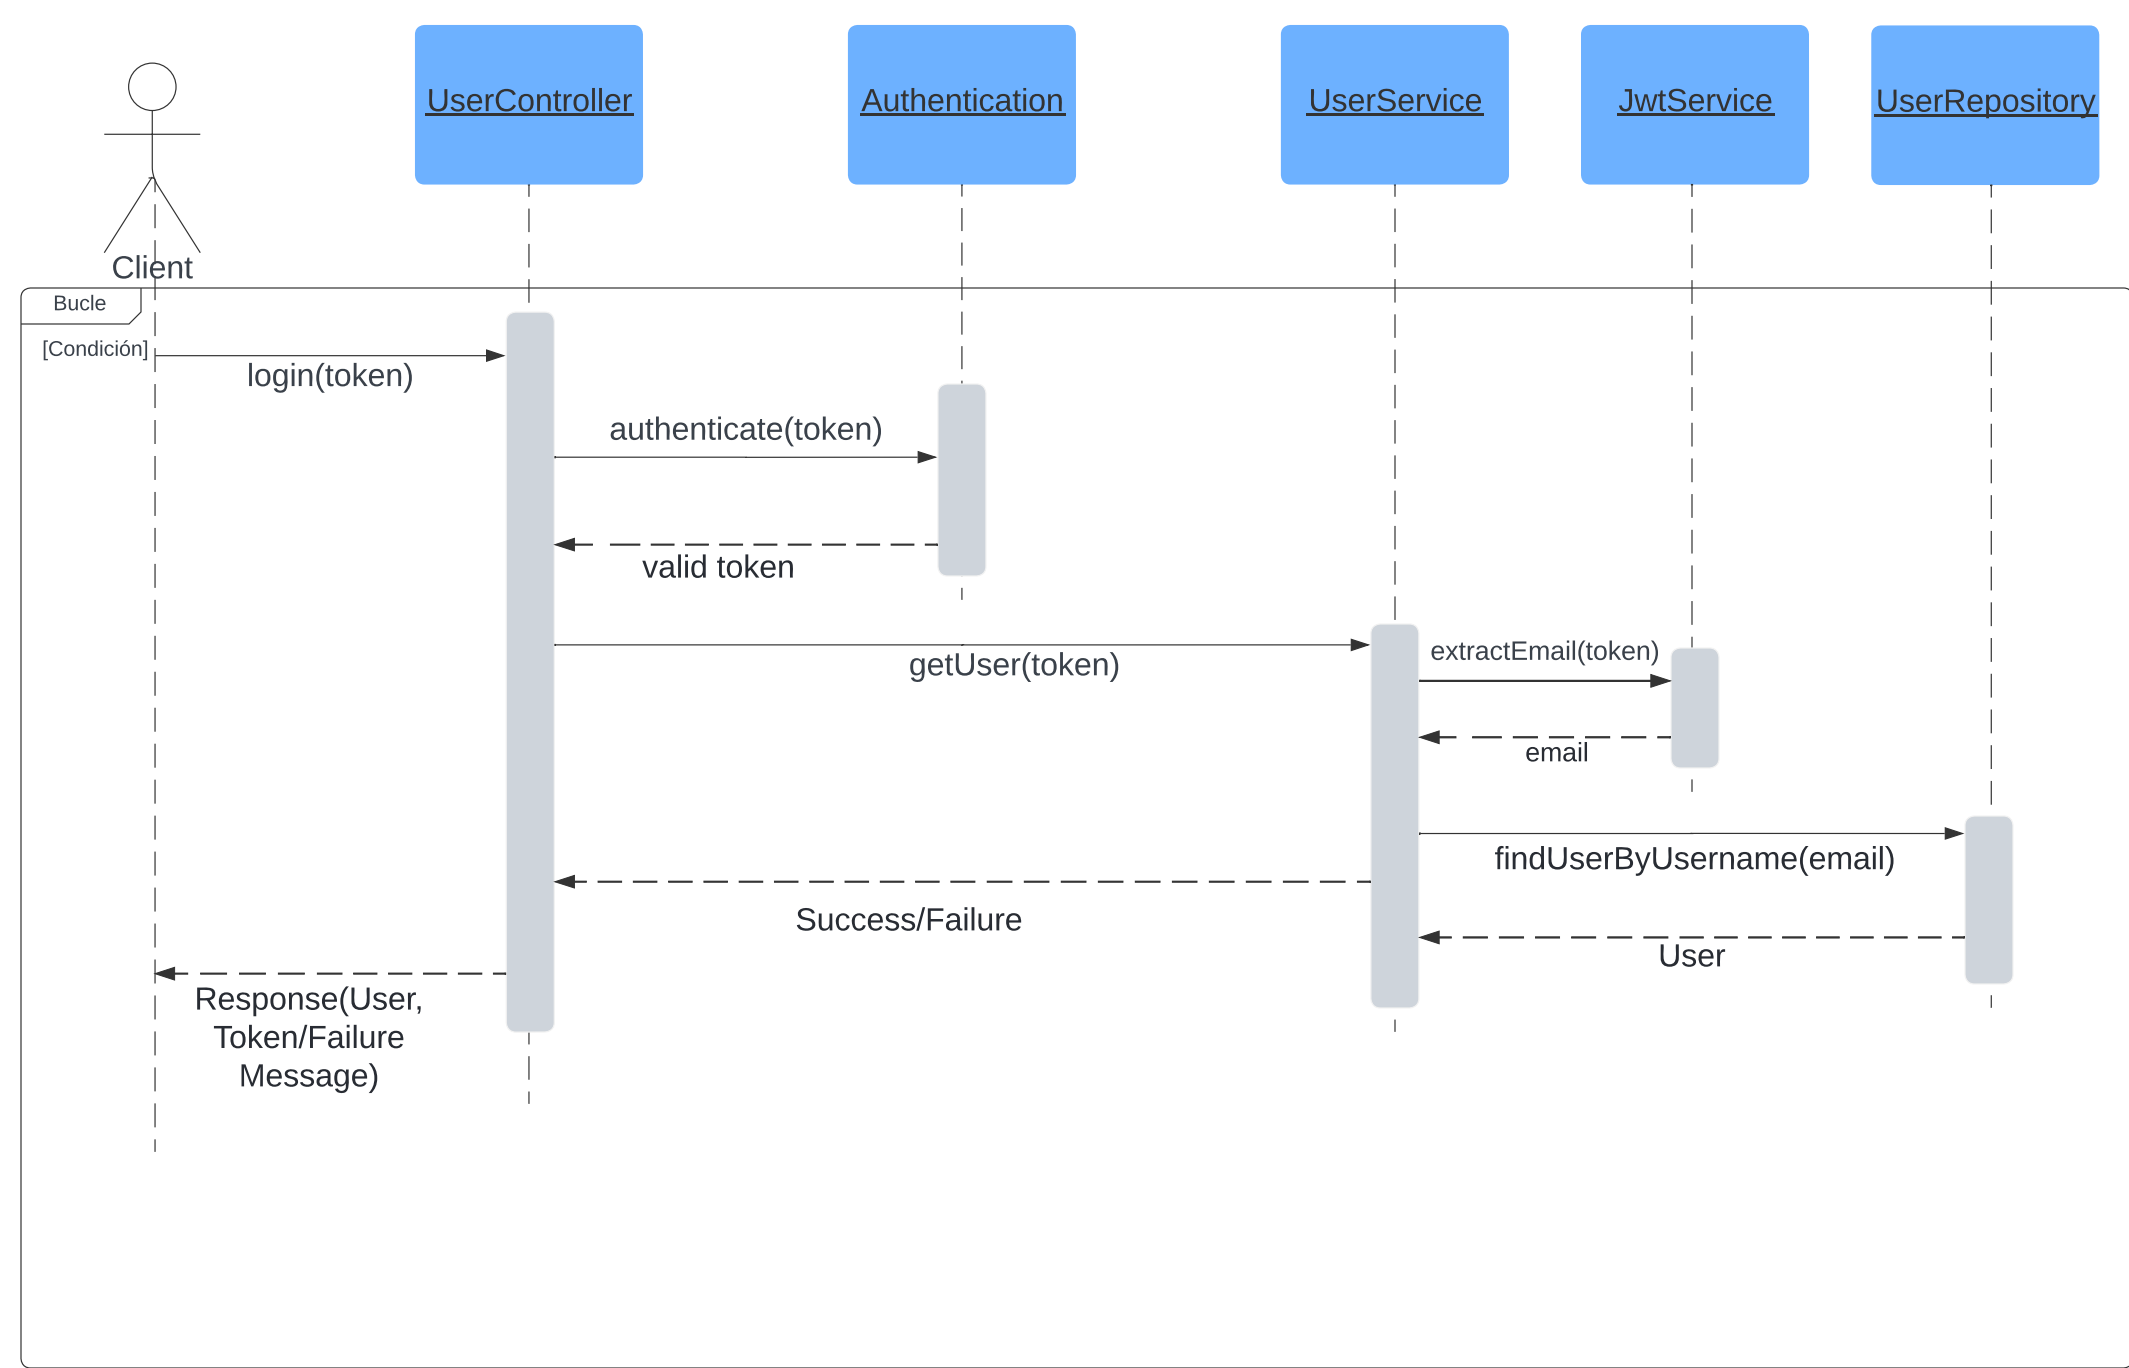 UserController
Authentication
UserService
JwtService
UserRepository
Client
Bucle
[Condición]
login(token)
authenticate(token)
valid token
getUser(token)
extractEmail(token)
email
findUserByUsername(email)
Success/Failure
User
Response(User,
Token/Failure
Message)